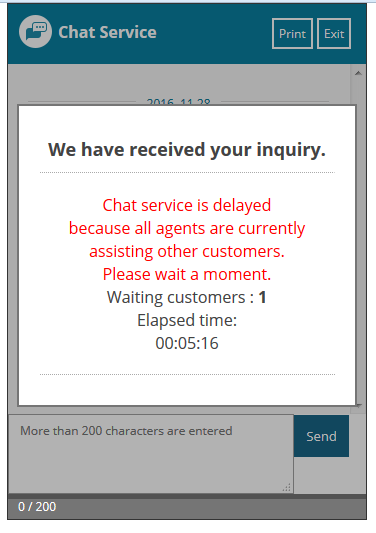 Chat Service
Print
Exit
2016-11-28
We have received your inquiry.
Chat service is delayed
because all agents are currently
assisting other customers.
Please wait a moment.
Waiting customers : 1
Elapsed time:
00:05:16
More than 200 characters are entered
Send
0 / 200